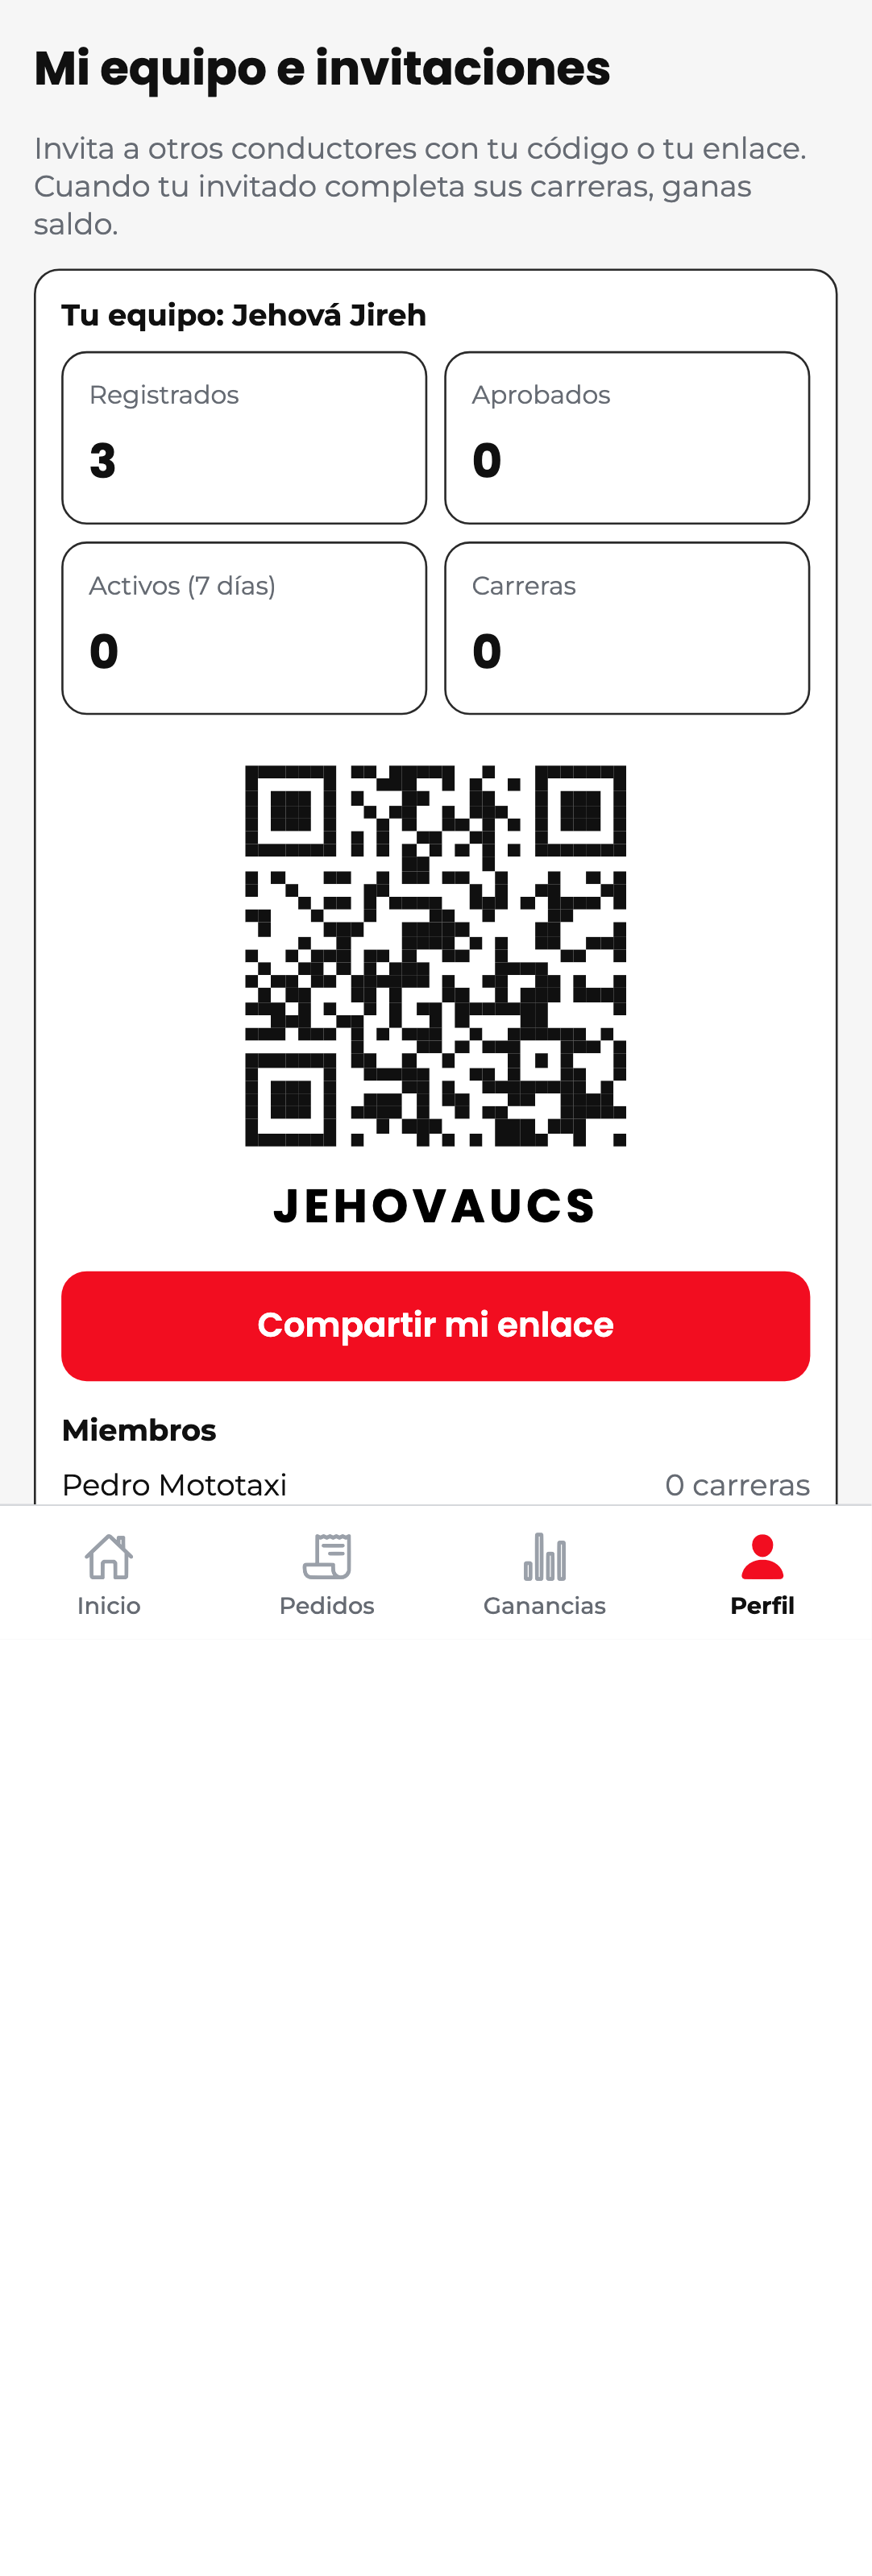 Mi equipo e invitaciones
Invita a otros conductores con tu código o tu enlace.
Cuando tu invitado completa sus carreras, ganas
saldo.
Tu equipo: Jehová Jireh
Registrados
3
Aprobados
0
Activos (7 días)
0
Carreras
0
JEHOVAUCS
Compartir mi enlace
Miembros
Pedro Mototaxi 0 carreras
Inicio
Pedidos
Ganancias
Perfil